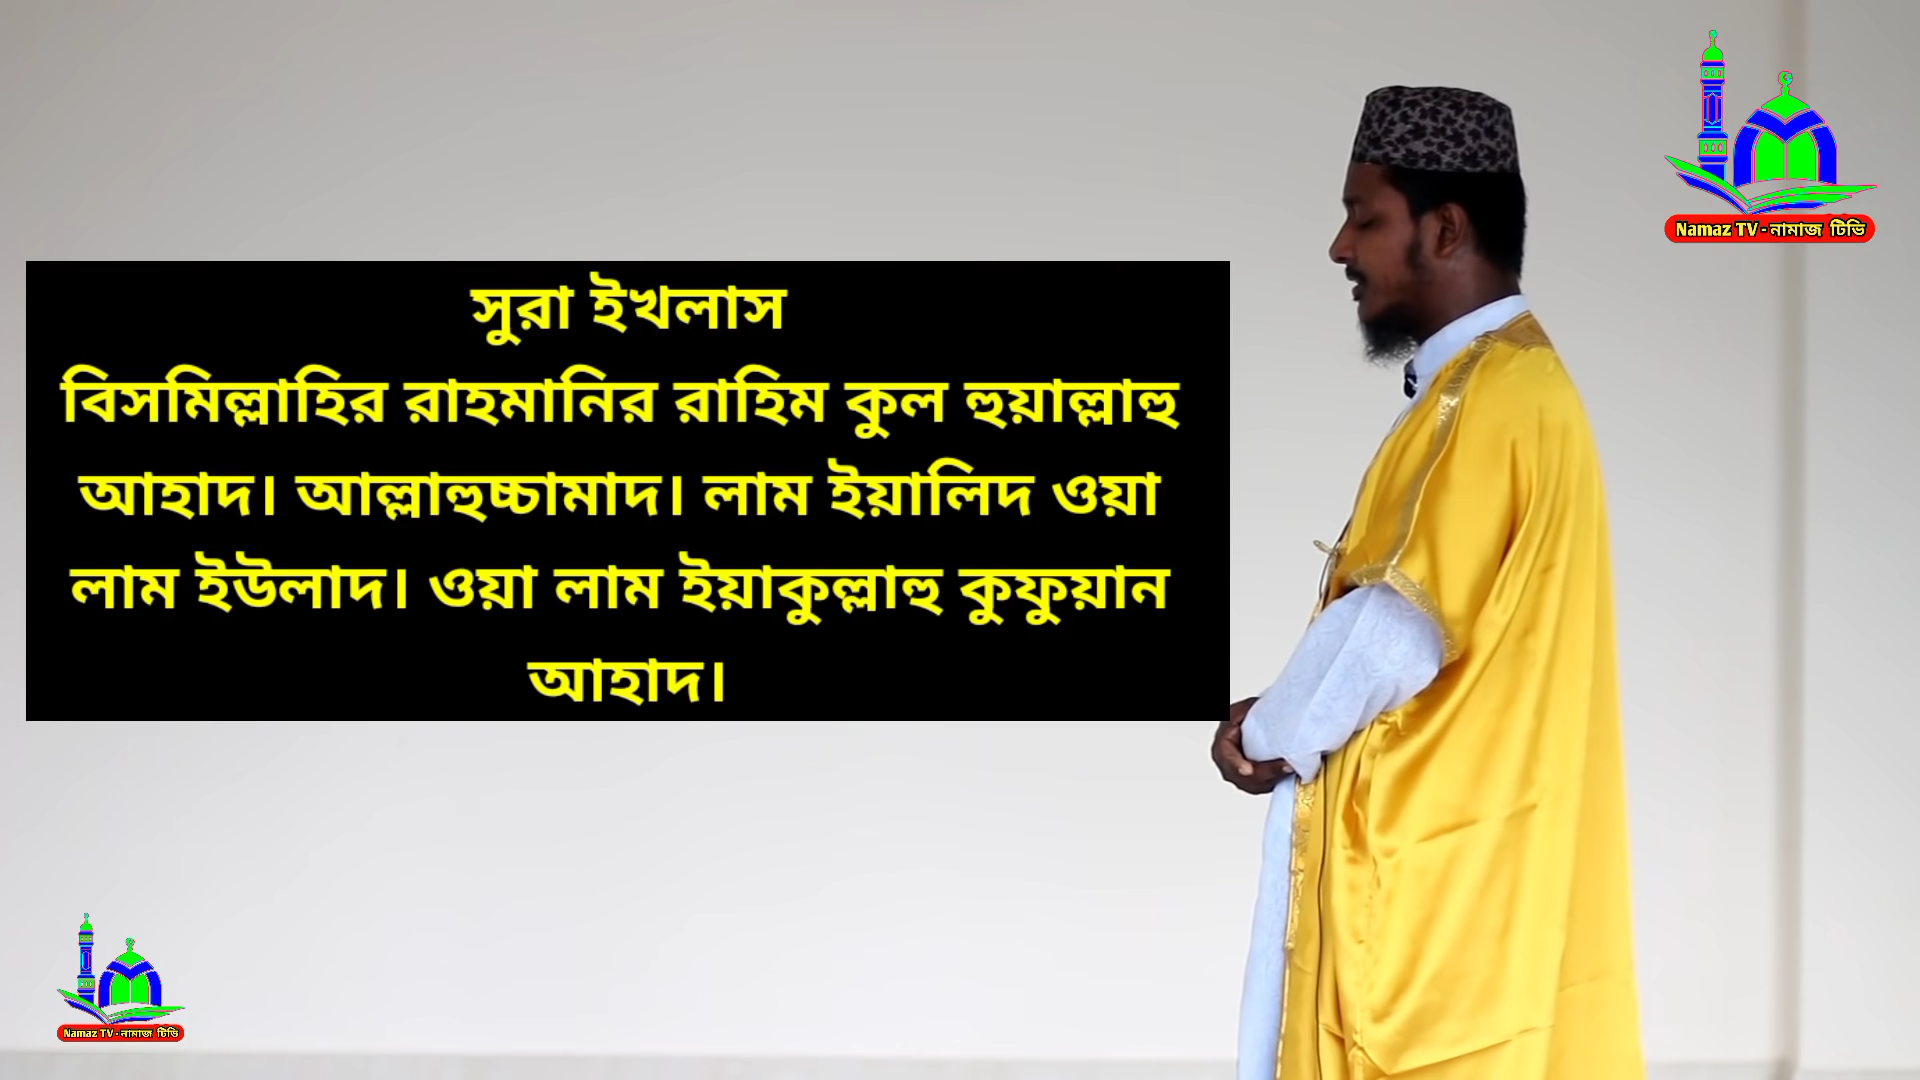 সুরা ইখলাস
বিসমিল্লাহির রাহমানির রাহিম কুল হুয়াল্লাহু
আহাদ। আল্লাহুচ্চামাদ। লাম ইয়ালিদ ওয়া
লাম ইউলাদ। ওয়া লাম ইয়াকুল্লাহু কুফুয়ান
আহাদ।
Namaz TV - নামাজ টিভি
Namaz TV - নামাজ টিভি